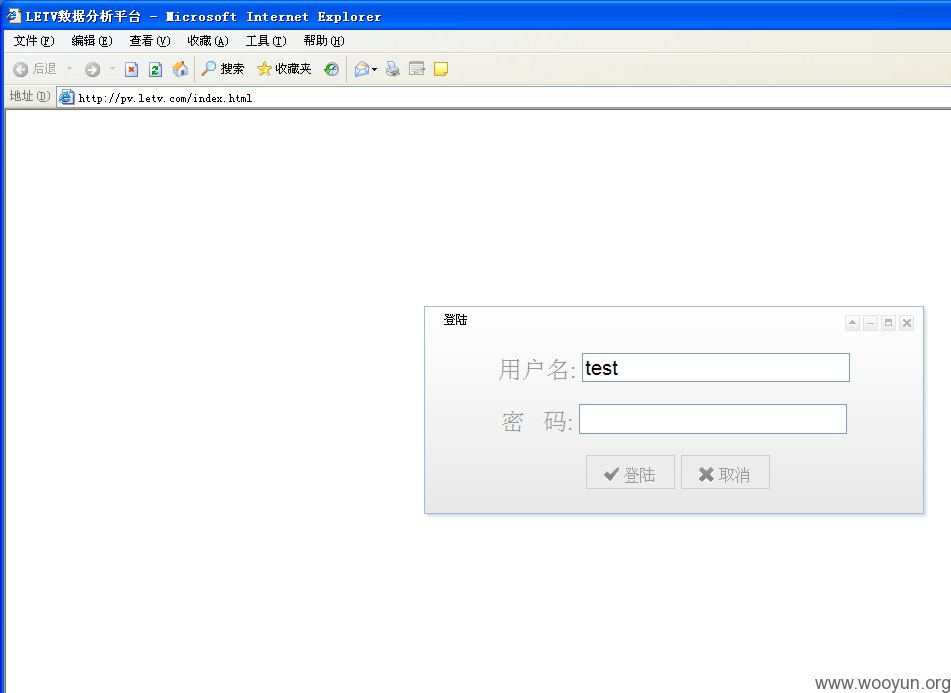 LETV数据分析平台 - Microsoft Internet Explorer
文件(F) 编辑(E) 查看(V) 收藏(A) 工具(T) 帮助(H)
后退 搜索 收藏夹
地址(D) http://pv.letv.com/index.html
登陆
用户名: test
密 码:
登陆 取消
www.wooyun.org